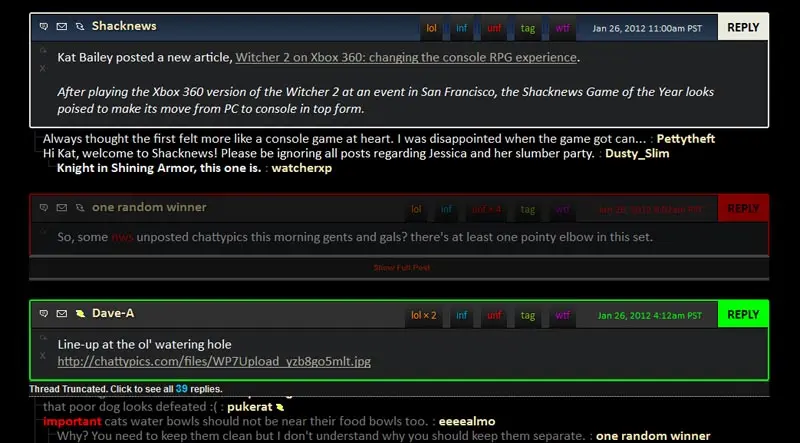 Shacknews lol inf unf tag wtf Jan 26, 2012 11:00am PST REPLY
Kat Bailey posted a new article, Witcher 2 on Xbox 360: changing the console RPG experience.
X
After playing the Xbox 360 version of the Witcher 2 at an event in San Francisco, the Shacknews Game of the Year looks
poised to make its move from PC to console in top form.
Always thought the first felt more like a console game at heart. I was disappointed when the game got can... : Pettytheft
Hi Kat, welcome to Shacknews! Please be ignoring all posts regarding Jessica and her slumber party. : Dusty_Slim
Knight in Shining Armor, this one is. : watcherxp
one random winner lol inf unf × 4 tag wtf Jan 26, 2012 PST REPLY
So, some nws unposted chattypics this morning gents and gals? there's at least one pointy elbow in this set.
Show Full Post
Dave-A lol × 2 inf unf tag wtf Jan 26, 2012 4:12am PST REPLY
Line-up at the ol' watering hole
X http://chattypics.com/files/WP7Upload_yzb8go5mlt.jpg
Thread Truncated. Click to see all 39 replies.
that poor dog looks defeated :( : pukerat
important cats water bowls should not be near their food bowls too. : eeeealmo
Why? You need to keep them clean but I don't understand why you should keep them separate. : one random winner